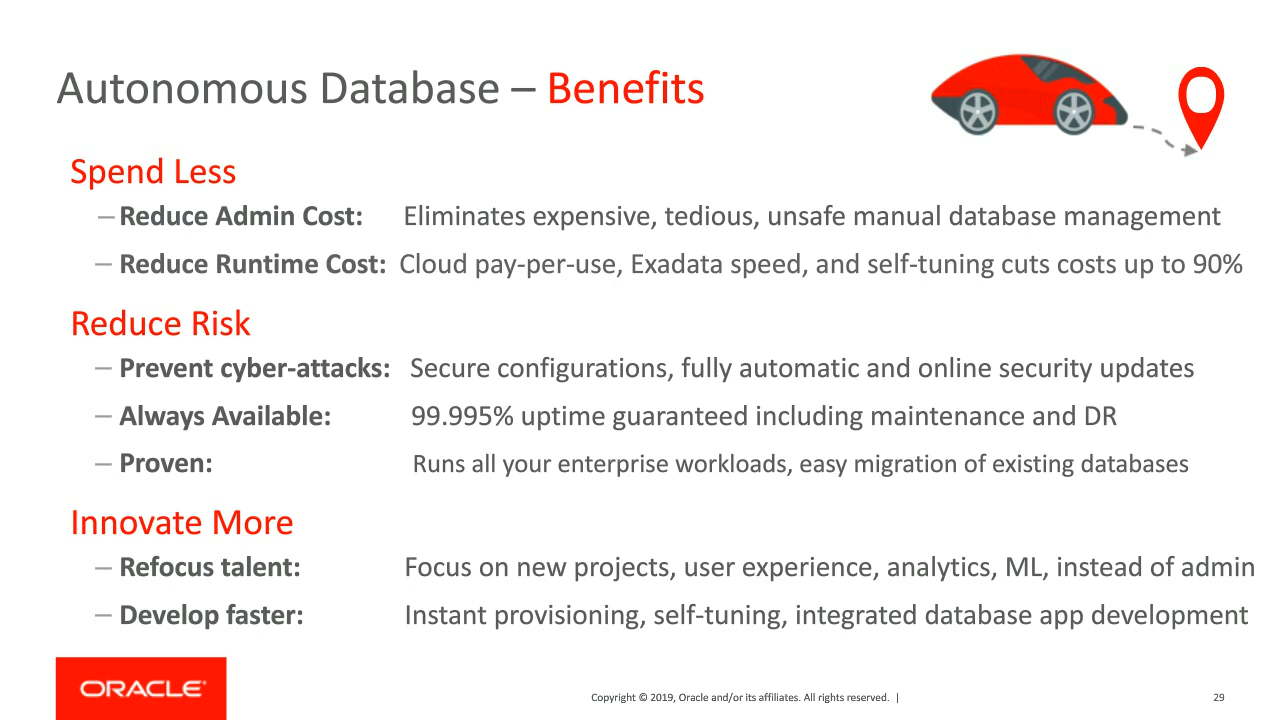 Autonomous Database – Benefits
Spend Less
– Reduce Admin Cost: Eliminates expensive, tedious, unsafe manual database management
– Reduce Runtime Cost: Cloud pay-per-use, Exadata speed, and self-tuning cuts costs up to 90%
Reduce Risk
– Prevent cyber-attacks: Secure configurations, fully automatic and online security updates
– Always Available: 99.995% uptime guaranteed including maintenance and DR
– Proven: Runs all your enterprise workloads, easy migration of existing databases
Innovate More
– Refocus talent: Focus on new projects, user experience, analytics, ML, instead of admin
– Develop faster: Instant provisioning, self-tuning, integrated database app development
ORACLE®
Copyright © 2019, Oracle and/or its affiliates. All rights reserved. |
29